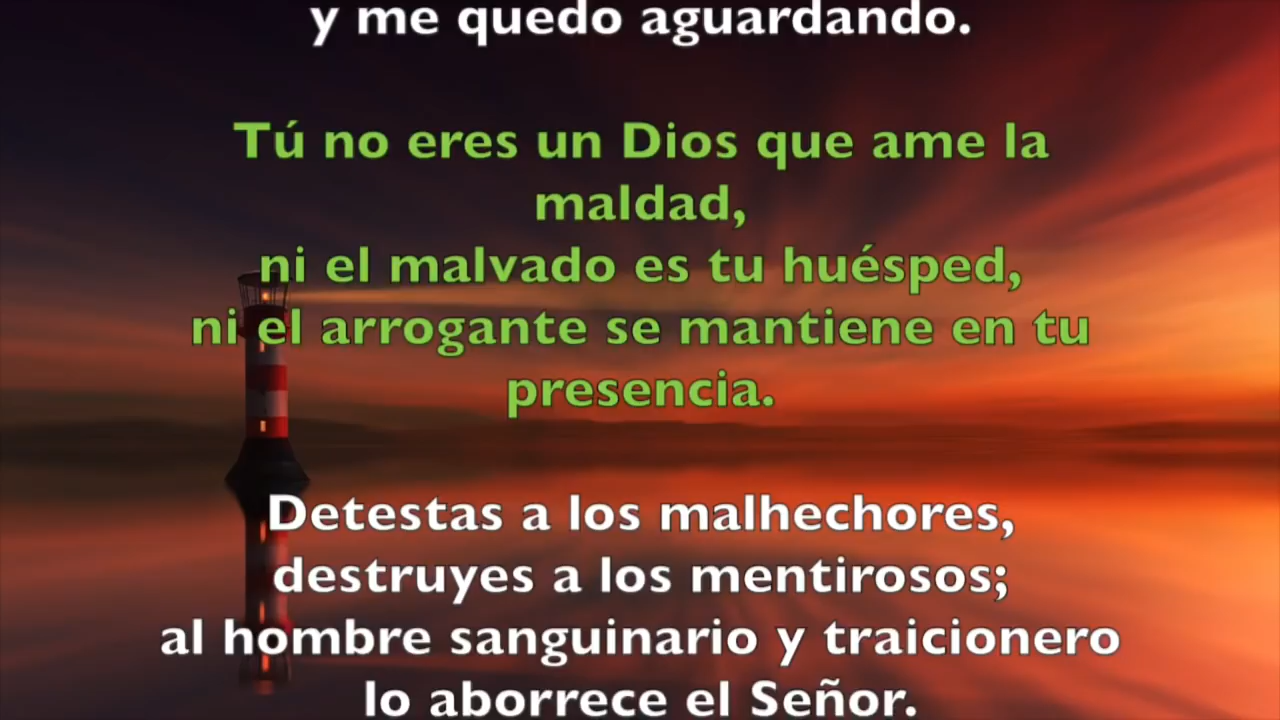 y me quedo aguardando.
Tú no eres un Dios que ame la
maldad,
ni el malvado es tu huésped,
ni el arrogante se mantiene en tu
presencia.
Detestas a los malhechores,
destruyes a los mentirosos;
al hombre sanguinario y traicionero
lo aborrece el Señor.